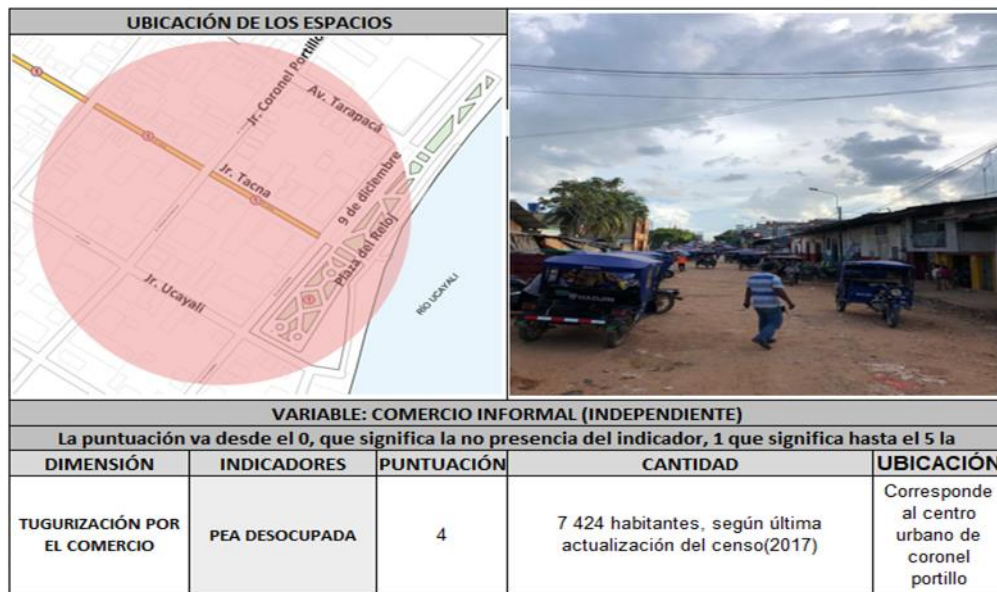 UBICACIÓN DE LOS ESPACIOS
Jr. Coronel Portillo
Av. Tarapacá
Jr. Tacna
9 de diciembre
Plaza del Reloj
Jr. Ucayali
RÍO UCAYALI
VARIABLE: COMERCIO INFORMAL (INDEPENDIENTE)
La puntuación va desde el 0, que significa la no presencia del indicador, 1 que significa hasta el 5 la
DIMENSIÓN
INDICADORES
PUNTUACIÓN
CANTIDAD
UBICACIÓN
TUGURIZACIÓN POR
EL COMERCIO
PEA DESOCUPADA
4
7 424 habitantes, según última
actualización del censo(2017)
Corresponde
al centro
urbano de
coronel
portillo